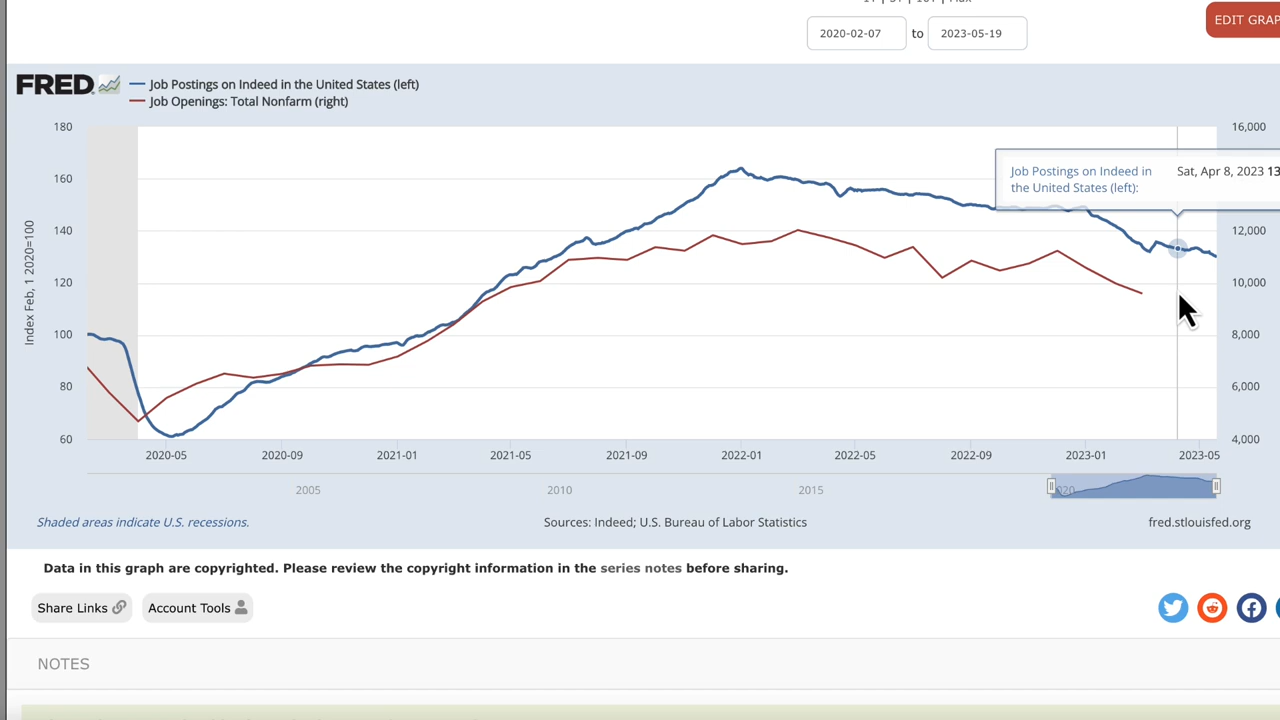 2020-02-07 to 2023-05-19
EDIT GRAP
FRED
Job Postings on Indeed in the United States (left)
Job Openings: Total Nonfarm (right)
180
160
140
120
100
80
60
Index Feb, 1 2020=100
16,000
12,000
10,000
8,000
6,000
4,000
Job Postings on Indeed in
the United States (left):
Sat, Apr 8, 2023 13
2020-05 2020-09 2021-01 2021-05 2021-09 2022-01 2022-05 2022-09 2023-01 2023-05
2005 2010 2015 020
Shaded areas indicate U.S. recessions.
Sources: Indeed; U.S. Bureau of Labor Statistics
fred.stlouisfed.org
Data in this graph are copyrighted. Please review the copyright information in the series notes before sharing.
Share Links
Account Tools
NOTES